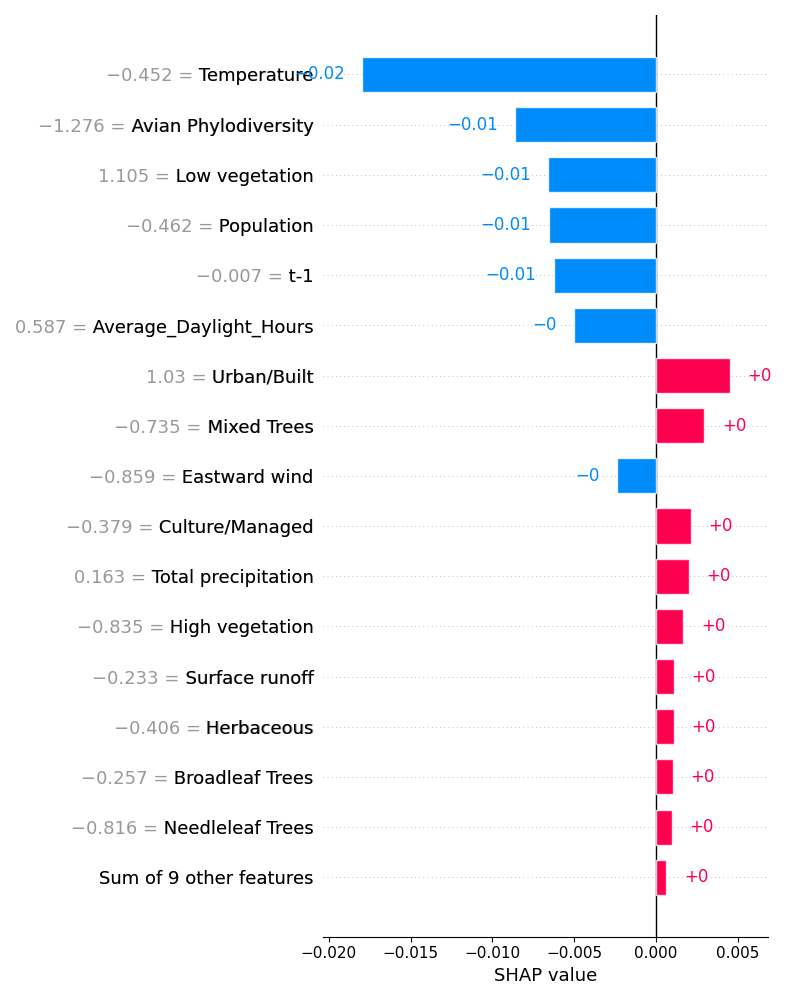 −0.452 = Temperature −0.02
−1.276 = Avian Phylodiversity −0.01
1.105 = Low vegetation −0.01
−0.462 = Population −0.01
−0.007 = t-1 −0.01
0.587 = Average_Daylight_Hours −0
1.03 = Urban/Built +0
−0.735 = Mixed Trees +0
−0.859 = Eastward wind −0
−0.379 = Culture/Managed +0
0.163 = Total precipitation +0
−0.835 = High vegetation +0
−0.233 = Surface runoff +0
−0.406 = Herbaceous +0
−0.257 = Broadleaf Trees +0
−0.816 = Needleleaf Trees +0
Sum of 9 other features +0
−0.020 −0.015 −0.010 −0.005 0.000 0.005
SHAP value